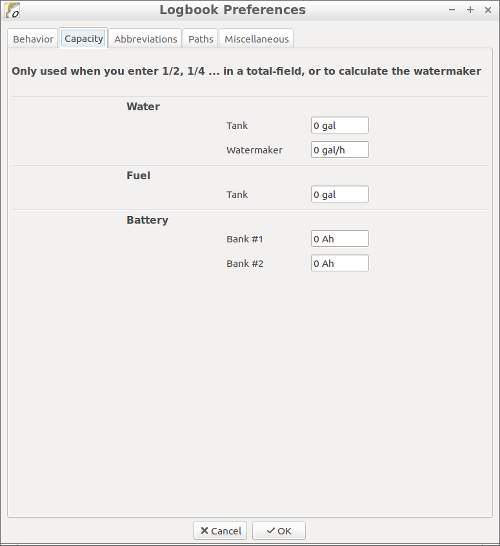 Logbook Preferences
Behavior Capacity Abbreviations Paths Miscellaneous
Only used when you enter 1/2, 1/4 ... in a total-field, or to calculate the watermaker
Water
Tank 0 gal
Watermaker 0 gal/h
Fuel
Tank 0 gal
Battery
Bank #1 0 Ah
Bank #2 0 Ah
Cancel OK